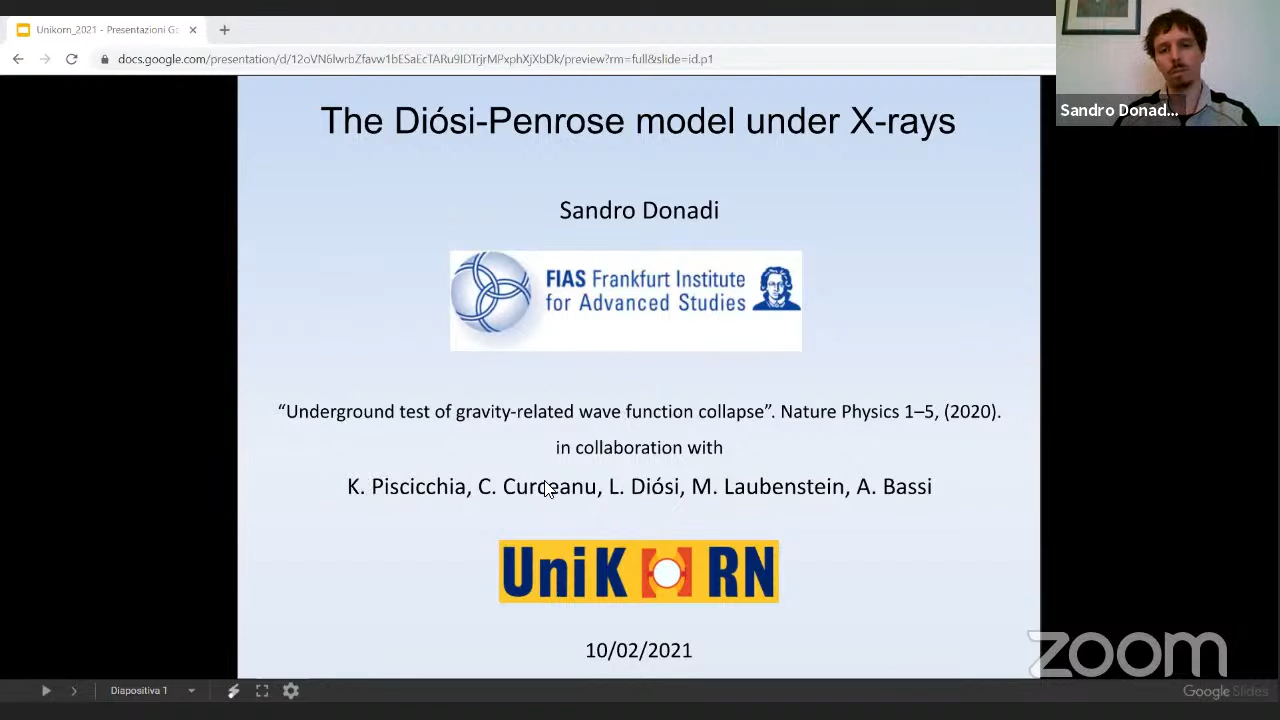 Unikorn_2021 - Presentazioni G
docs.google.com/presentation/d/12oVN6lwrbZfavw1bESaEcTARu9IDTrjrMPxphXjXbDk/preview?rm=full&slide=id.p1
Sandro Donad...
The Diósi-Penrose model under X-rays
Sandro Donadi
FIAS Frankfurt Institute
for Advanced Studies
“Underground test of gravity-related wave function collapse”. Nature Physics 1–5, (2020).
in collaboration with
K. Piscicchia, C. Curceanu, L. Diósi, M. Laubenstein, A. Bassi
UniK RN
10/02/2021
zoom
Diapositiva 1
Google Slides